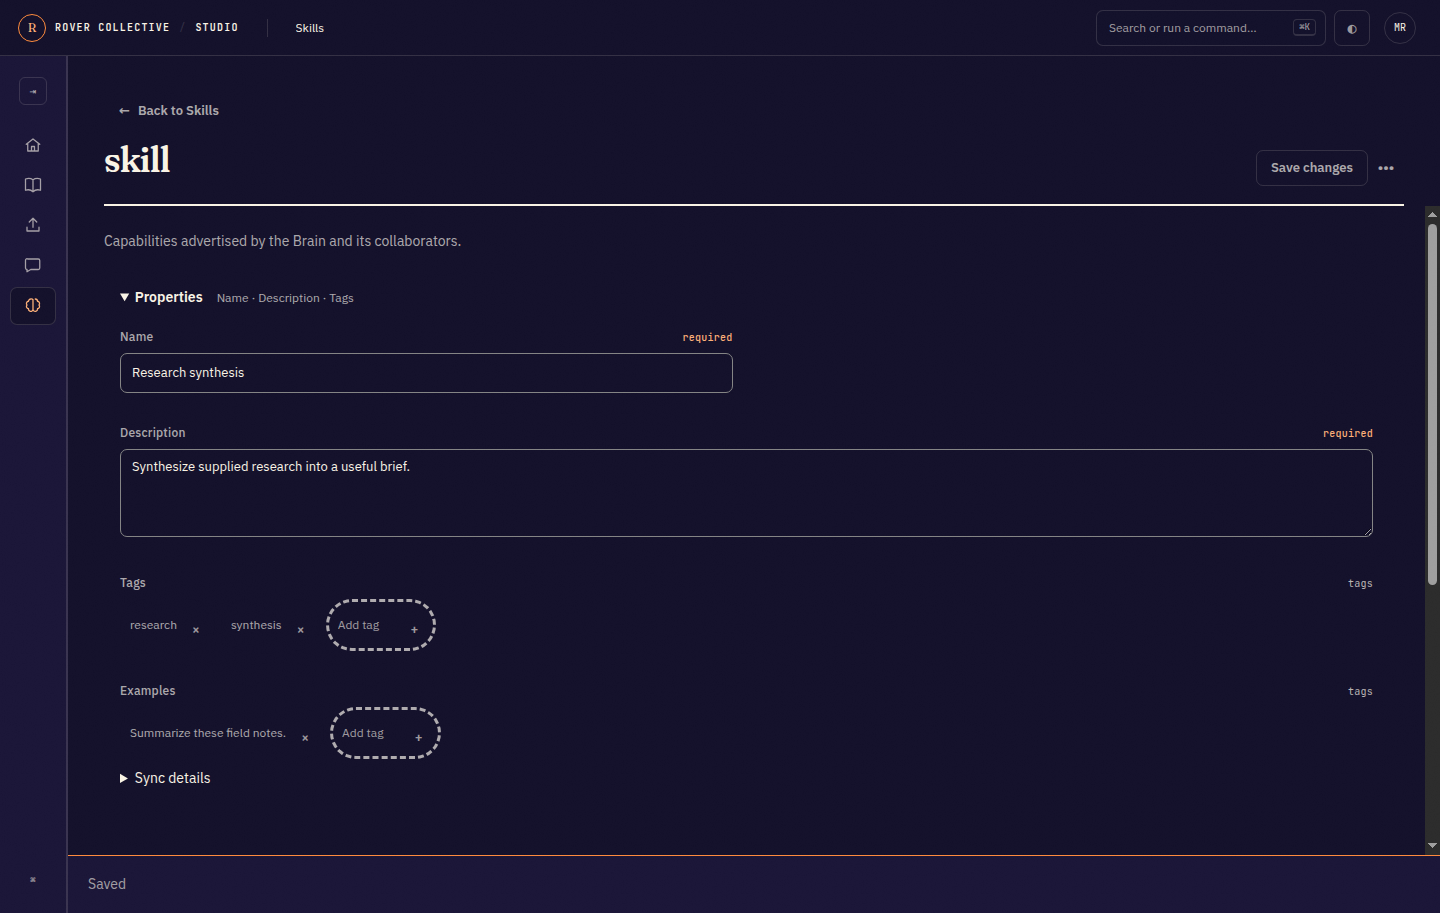 R ROVER COLLECTIVE / STUDIO Skills Search or run a command... ⌘K MR
← Back to Skills
skill
Save changes •••
Capabilities advertised by the Brain and its collaborators.
▼ Properties Name · Description · Tags
Name required
Research synthesis
Description required
Synthesize supplied research into a useful brief.
Tags tags
research × synthesis × Add tag +
Examples tags
Summarize these field notes. × Add tag +
▶ Sync details
⌘ Saved